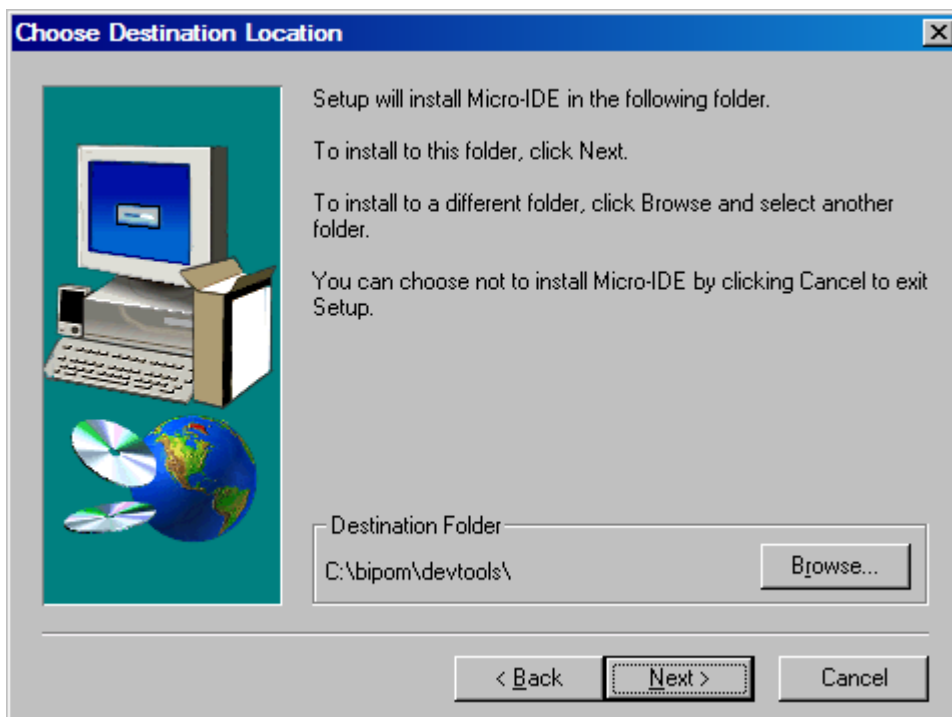 Choose Destination Location
Setup will install Micro-IDE in the following folder.
To install to this folder, click Next.
To install to a different folder, click Browse and select another
folder.
You can choose not to install Micro-IDE by clicking Cancel to exit
Setup.
Destination Folder
C:\bipom\devtools\
Browse...
< Back
Next >
Cancel